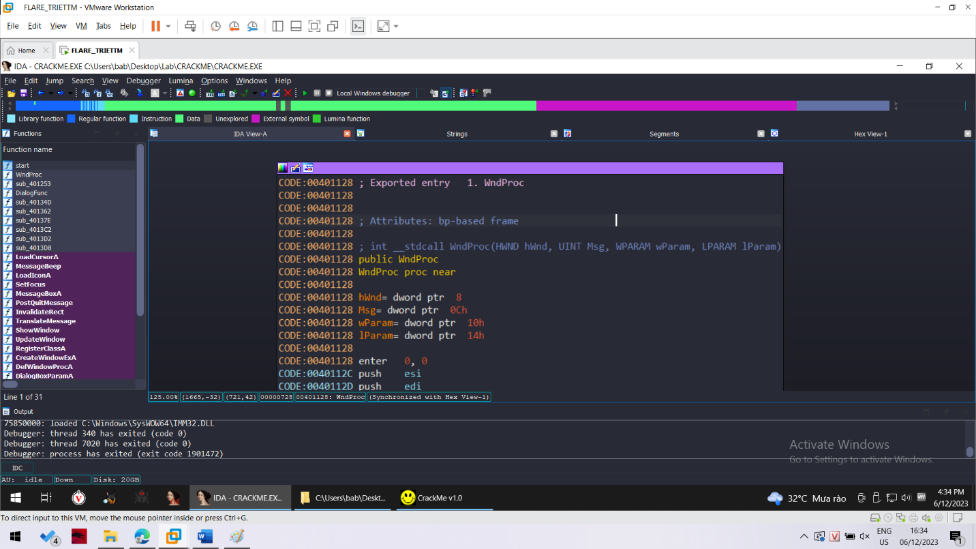 FLARE_TRIETTM - VMware Workstation
File Edit View VM Tabs Help
Home FLARE_TRIETTM
IDA - CRACKME.EXE C:\Users\bab\Desktop\Lab\CRACKME\CRACKME.EXE
File Edit Jump Search View Debugger Lumina Options Windows Help
Local Windows debugger
Library function Regular function Instruction Data Unexplored External symbol Lumina function
Functions IDA View-A Strings Segments Hex View-1
Function name
start
WndProc
sub_401253
DialogFunc
sub_40134D
sub_401362
sub_40137E
sub_4013C2
sub_4013D2
sub_4013D8
LoadCursorA
MessageBeep
LoadIconA
SetFocus
MessageBoxA
PostQuitMessage
InvalidateRect
TranslateMessage
ShowWindow
UpdateWindow
RegisterClassA
CreateWindowExA
DefWindowProcA
DialogBoxParamA
Line 1 of 31
CODE:00401128 ; Exported entry 1. WndProc
CODE:00401128
CODE:00401128
CODE:00401128 ; Attributes: bp-based frame
CODE:00401128
CODE:00401128 ; int __stdcall WndProc(HWND hWnd, UINT Msg, WPARAM wParam, LPARAM lParam)
CODE:00401128 public WndProc
CODE:00401128 WndProc proc near
CODE:00401128
CODE:00401128 hWnd= dword ptr 8
CODE:00401128 Msg= dword ptr 0Ch
CODE:00401128 wParam= dword ptr 10h
CODE:00401128 lParam= dword ptr 14h
CODE:00401128
CODE:00401128 enter 0, 0
CODE:0040112C push esi
CODE:0040112D push edi
125.00% (1665,-32) (721,42) 00000728 00401128: WndProc (Synchronized with Hex View-1)
Output
75850000: loaded C:\Windows\SysWOW64\IMM32.DLL
Debugger: thread 340 has exited (code 0)
Debugger: thread 7020 has exited (code 0)
Debugger: process has exited (exit code 1901472)
IDC
AU: idle Down Disk: 20GB
Activate Windows
Go to Settings to activate Windows.
IDA - CRACKME.EXE... C:\Users\bab\Deskt... CrackMe v1.0
32°C Mưa rào
4:34 PM
6/12/2023
To direct input to this VM, move the mouse pointer inside or press Ctrl+G.
ENG
US
16:34
06/12/2023